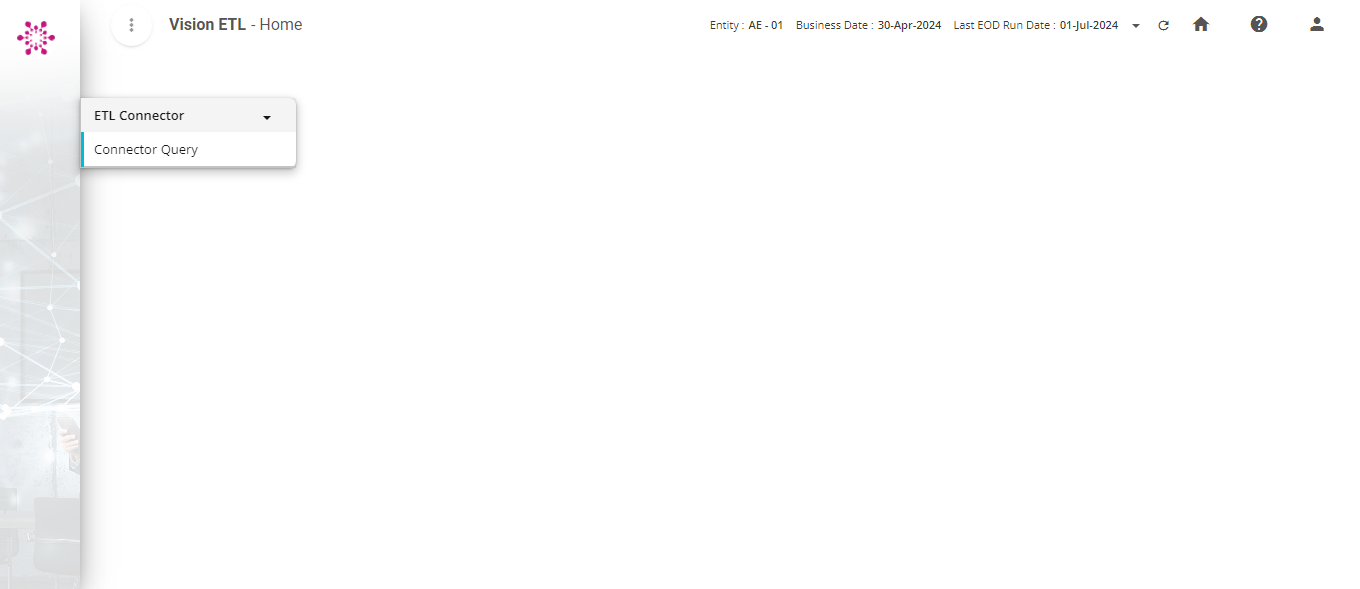 Vision ETL - Home
Entity : AE - 01 Business Date : 30-Apr-2024 Last EOD Run Date : 01-Jul-2024
ETL Connector
Connector Query